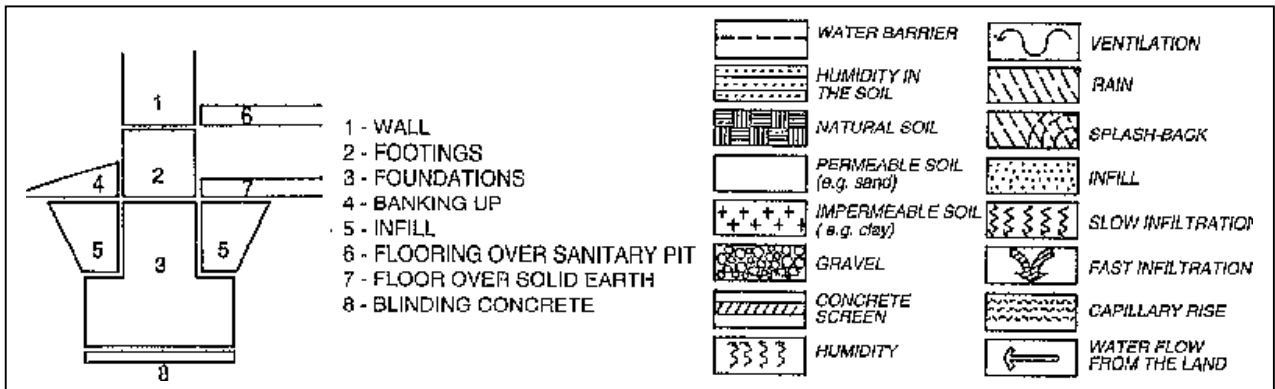 1
6
2
4
7
5
3
5
8
1 - WALL
2 - FOOTINGS
3 - FOUNDATIONS
4 - BANKING UP
5 - INFILL
6 - FLOORING OVER SANITARY PIT
7 - FLOOR OVER SOLID EARTH
8 - BLINDING CONCRETE
WATER BARRIER
HUMIDITY IN
THE SOIL
NATURAL SOIL
PERMEABLE SOIL
(e.g. sand)
IMPERMEABLE SOIL
(e.g. clay)
GRAVEL
CONCRETE
SCREEN
HUMIDITY
VENTILATION
RAIN
SPLASH-BACK
INFILL
SLOW INFILTRATION
FAST INFILTRATION
CAPILLARY RISE
WATER FLOW
FROM THE LAND